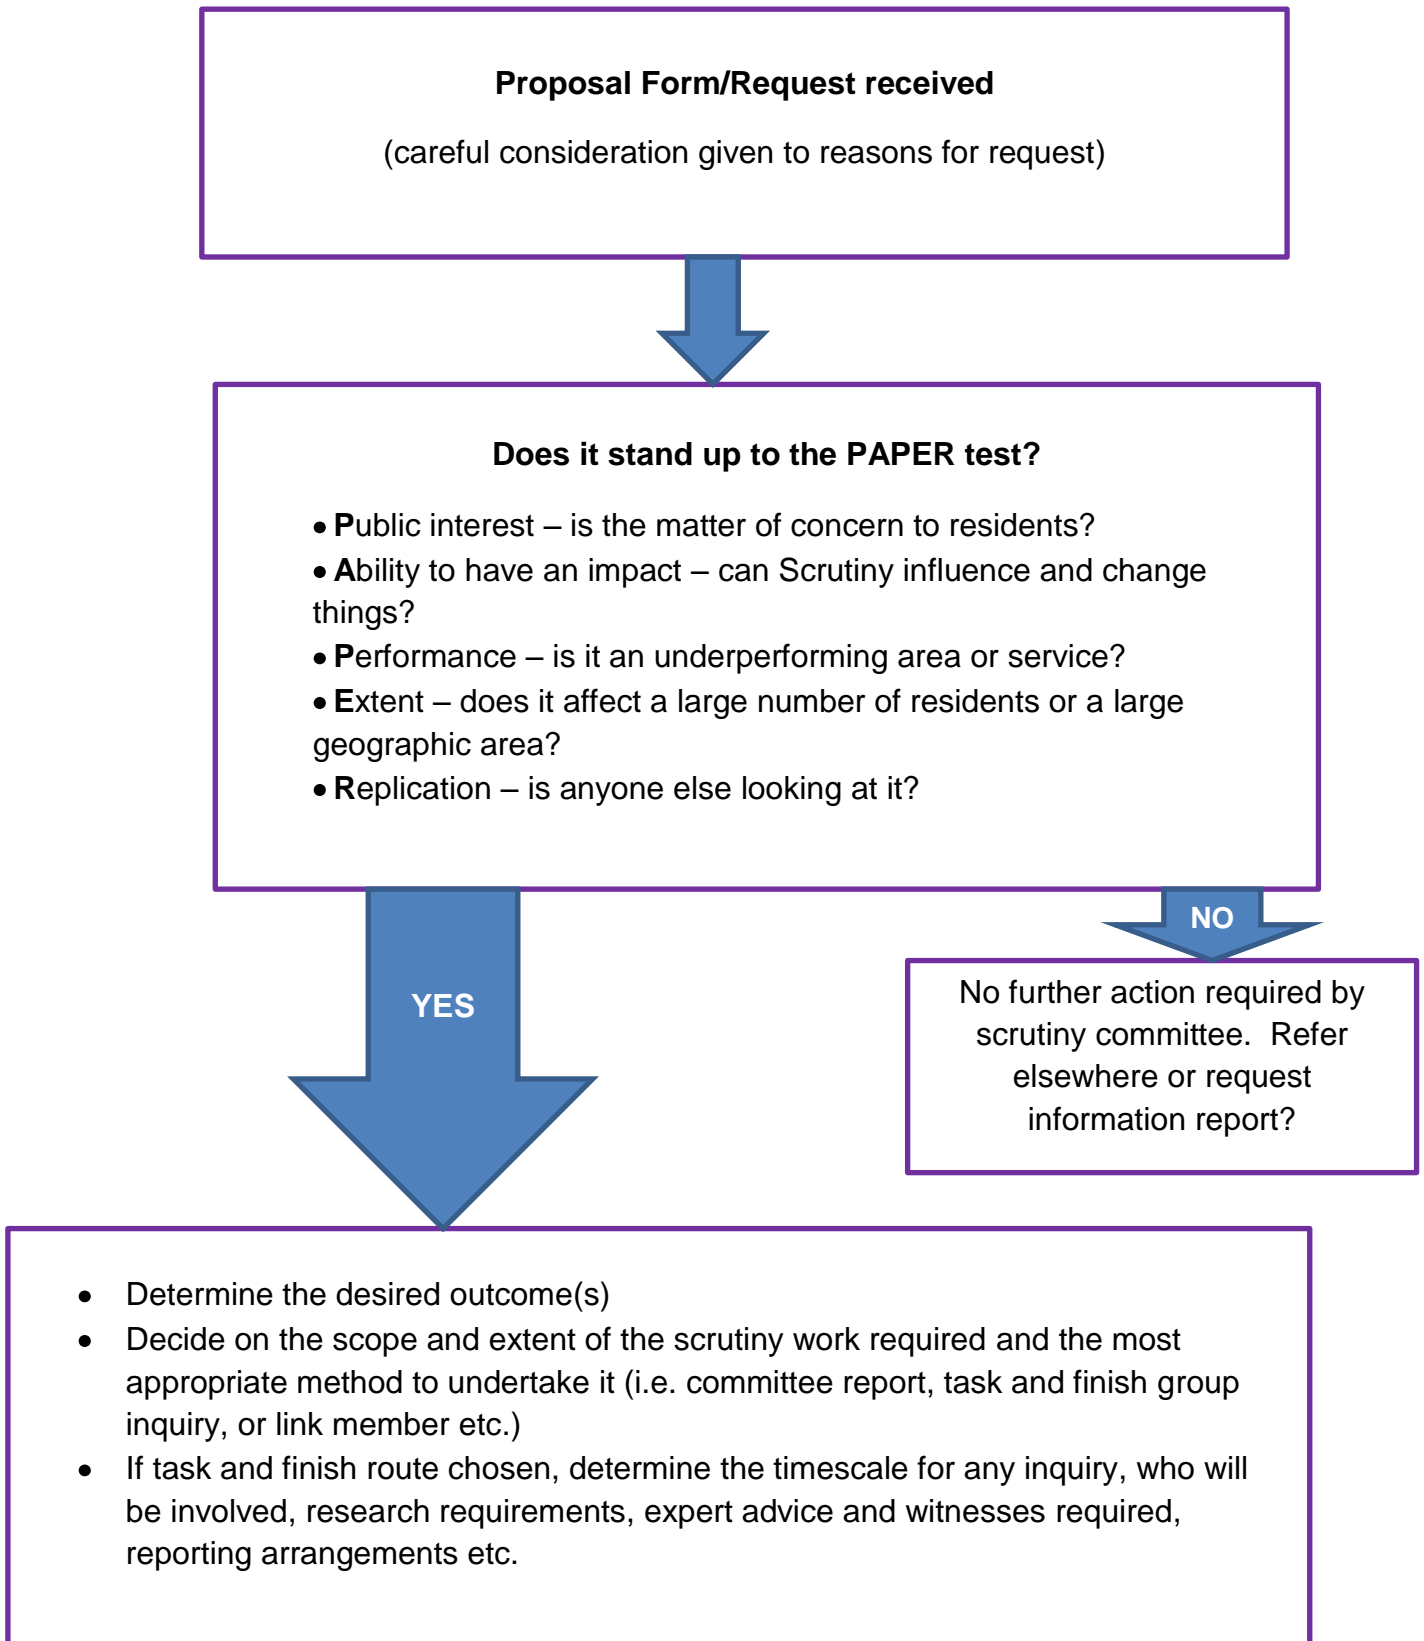 Proposal Form/Request received
(careful consideration given to reasons for request)
Does it stand up to the PAPER test?
• Public interest – is the matter of concern to residents?
• Ability to have an impact – can Scrutiny influence and change
things?
• Performance – is it an underperforming area or service?
• Extent – does it affect a large number of residents or a large
geographic area?
• Replication – is anyone else looking at it?
NO
YES
No further action required by
scrutiny committee.  Refer
elsewhere or request
information report?
• Determine the desired outcome(s)
• Decide on the scope and extent of the scrutiny work required and the most
appropriate method to undertake it (i.e. committee report, task and finish group
inquiry, or link member etc.)
• If task and finish route chosen, determine the timescale for any inquiry, who will
be involved, research requirements, expert advice and witnesses required,
reporting arrangements etc.